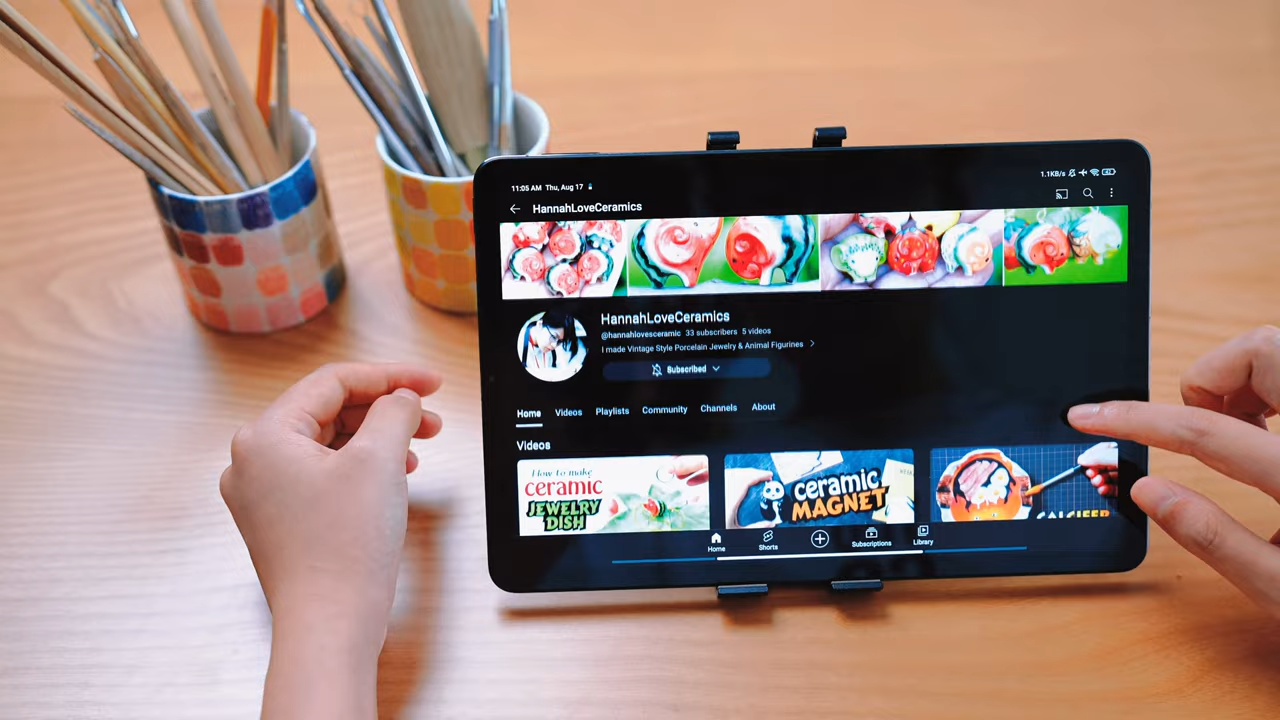 11:05 AM Thu, Aug 17
1.1KB/s
HannahLoveCeramics
HannahLoveCeramics
@hannahlovesceramic 33 subscribers 5 videos
I made Vintage Style Porcelain Jewelry & Animal Figurines
Subscribed
Home Videos Playlists Community Channels About
Videos
How to make
ceramic
JEWELRY
DISH
ceramic
MAGNET
CALCIFER
Home Shorts Subscriptions Library